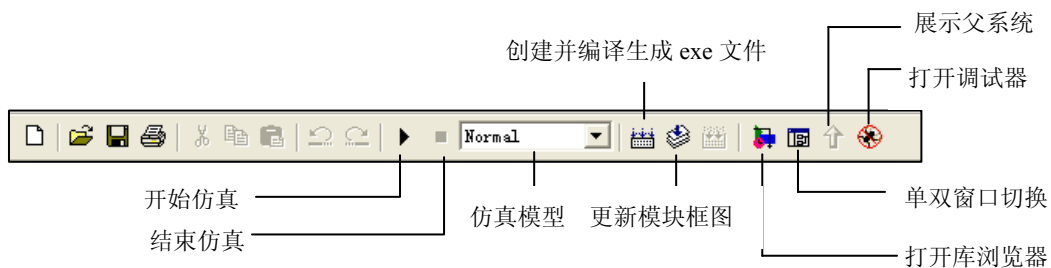 展示父系统
创建并编译生成 exe 文件
打开调试器
Normal
开始仿真
仿真模型
更新模块框图
单双窗口切换
结束仿真
打开库浏览器